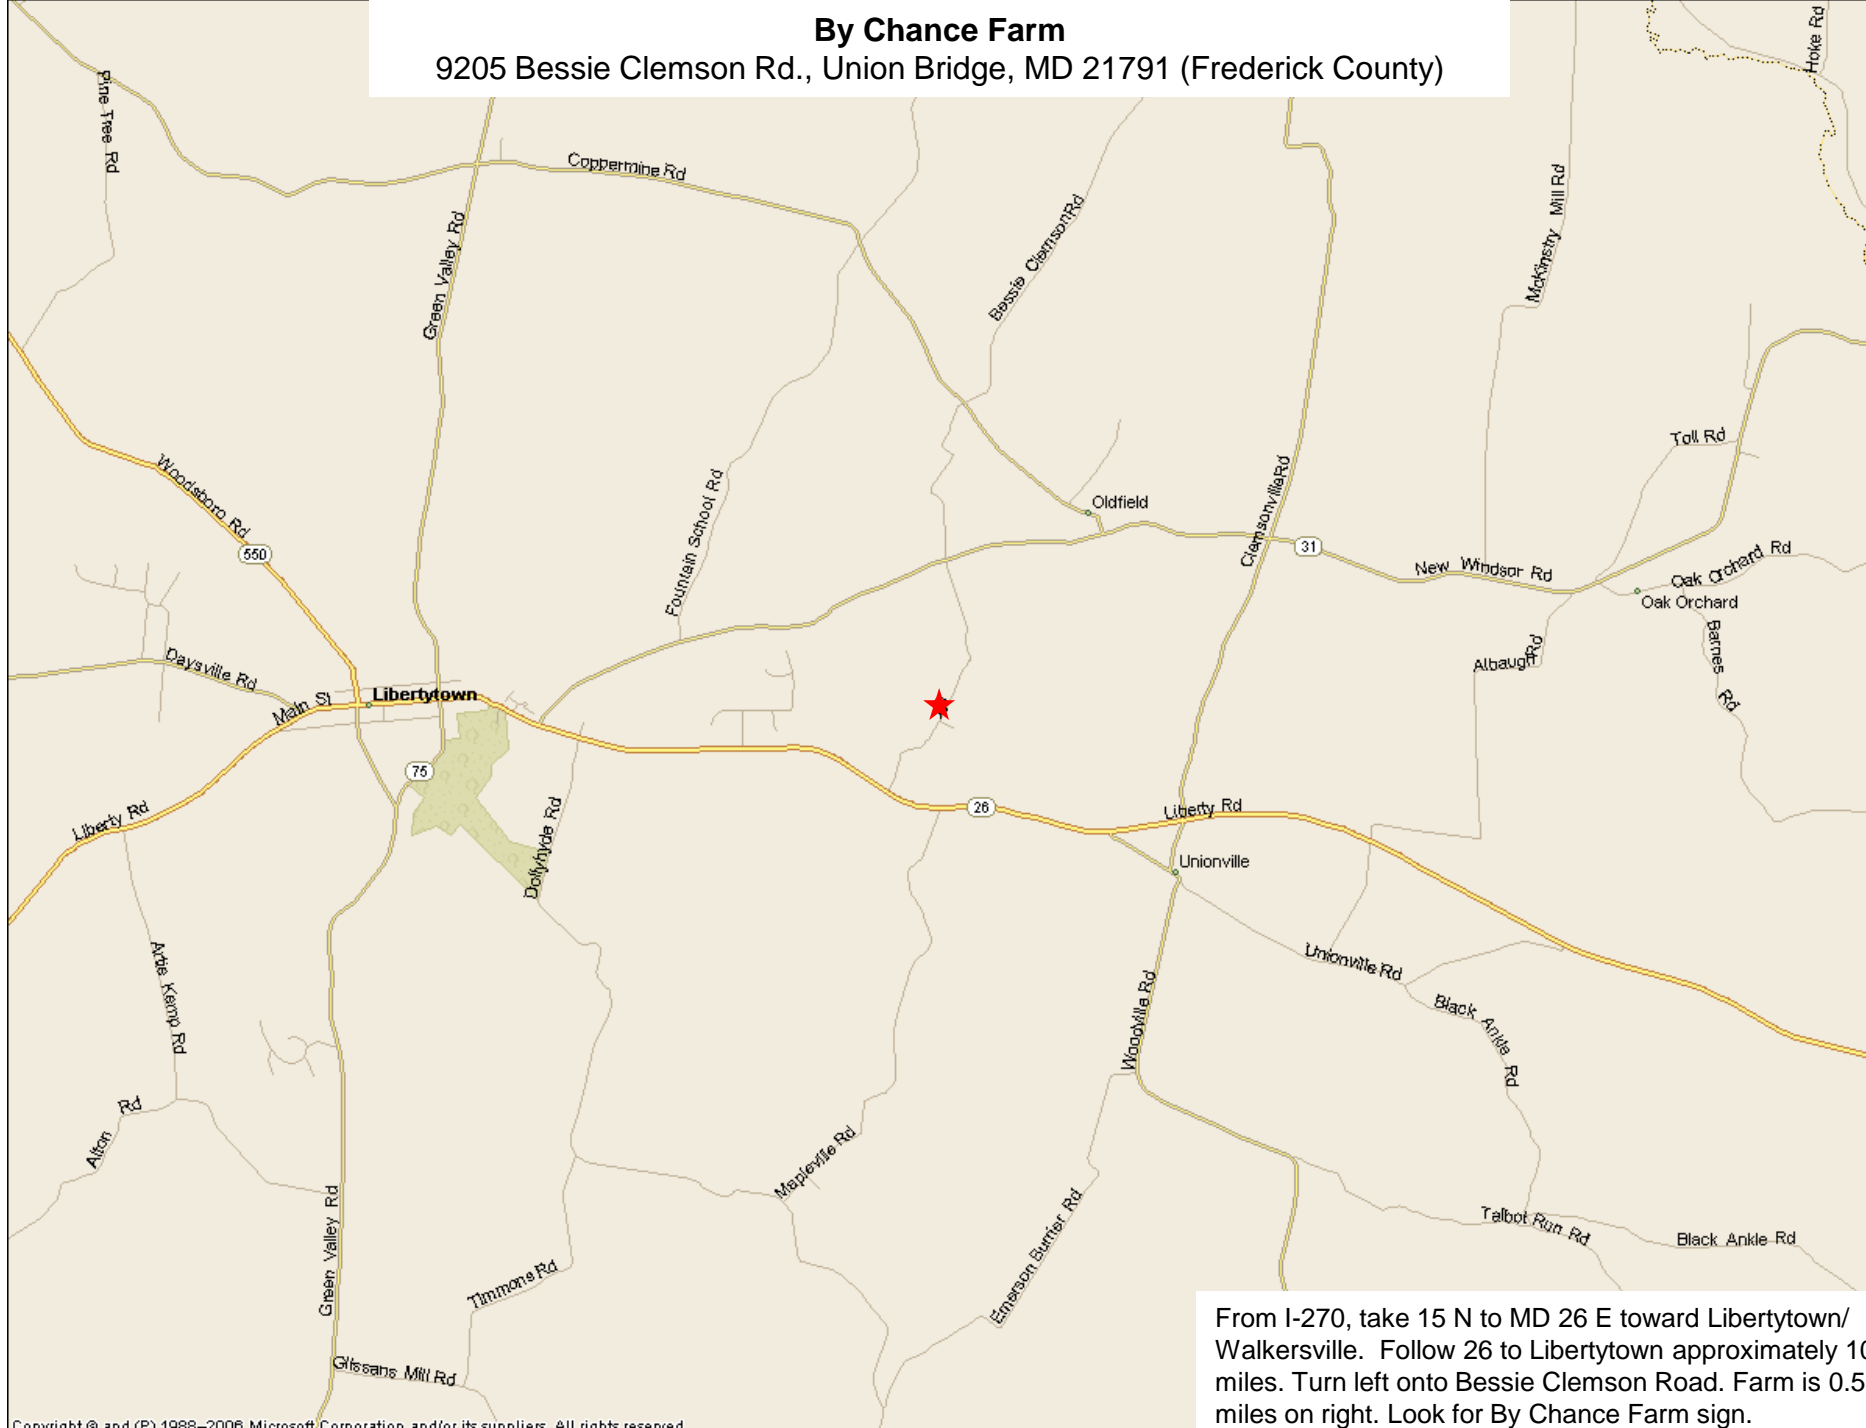 By Chance Farm
9205 Bessie Clemson Rd., Union Bridge, MD 21791 (Frederick County)
Hoke Rd
Pine Tree Rd
Coppermine Rd
Green Valley Rd
Bessie Clemson Rd
McKinstry Mill Rd
Toll Rd
Woodsboro Rd
550
Fountain School Rd
Oldfield
Clemsonville Rd
31
New Windsor Rd
Oak Orchard Rd
Oak Orchard
Barnes Rd
Albaugh Rd
Daysville Rd
Main St
Libertytown
75
26
Liberty Rd
Liberty Rd
Dollyhyde Rd
Unionville
Unionville Rd
Artie Kemp Rd
Woodville Rd
Black Ankle Rd
Alton Rd
Mapleville Rd
Green Valley Rd
Emerson Burrier Rd
Talbot Run Rd
Black Ankle Rd
Timmons Rd
Glissans Mill Rd
From I-270, take 15 N to MD 26 E toward Libertytown/
Walkersville. Follow 26 to Libertytown approximately 10
miles. Turn left onto Bessie Clemson Road. Farm is 0.5
miles on right. Look for By Chance Farm sign.
Copyright © and (P) 1988–2006 Microsoft Corporation and/or its suppliers. All rights reserved.